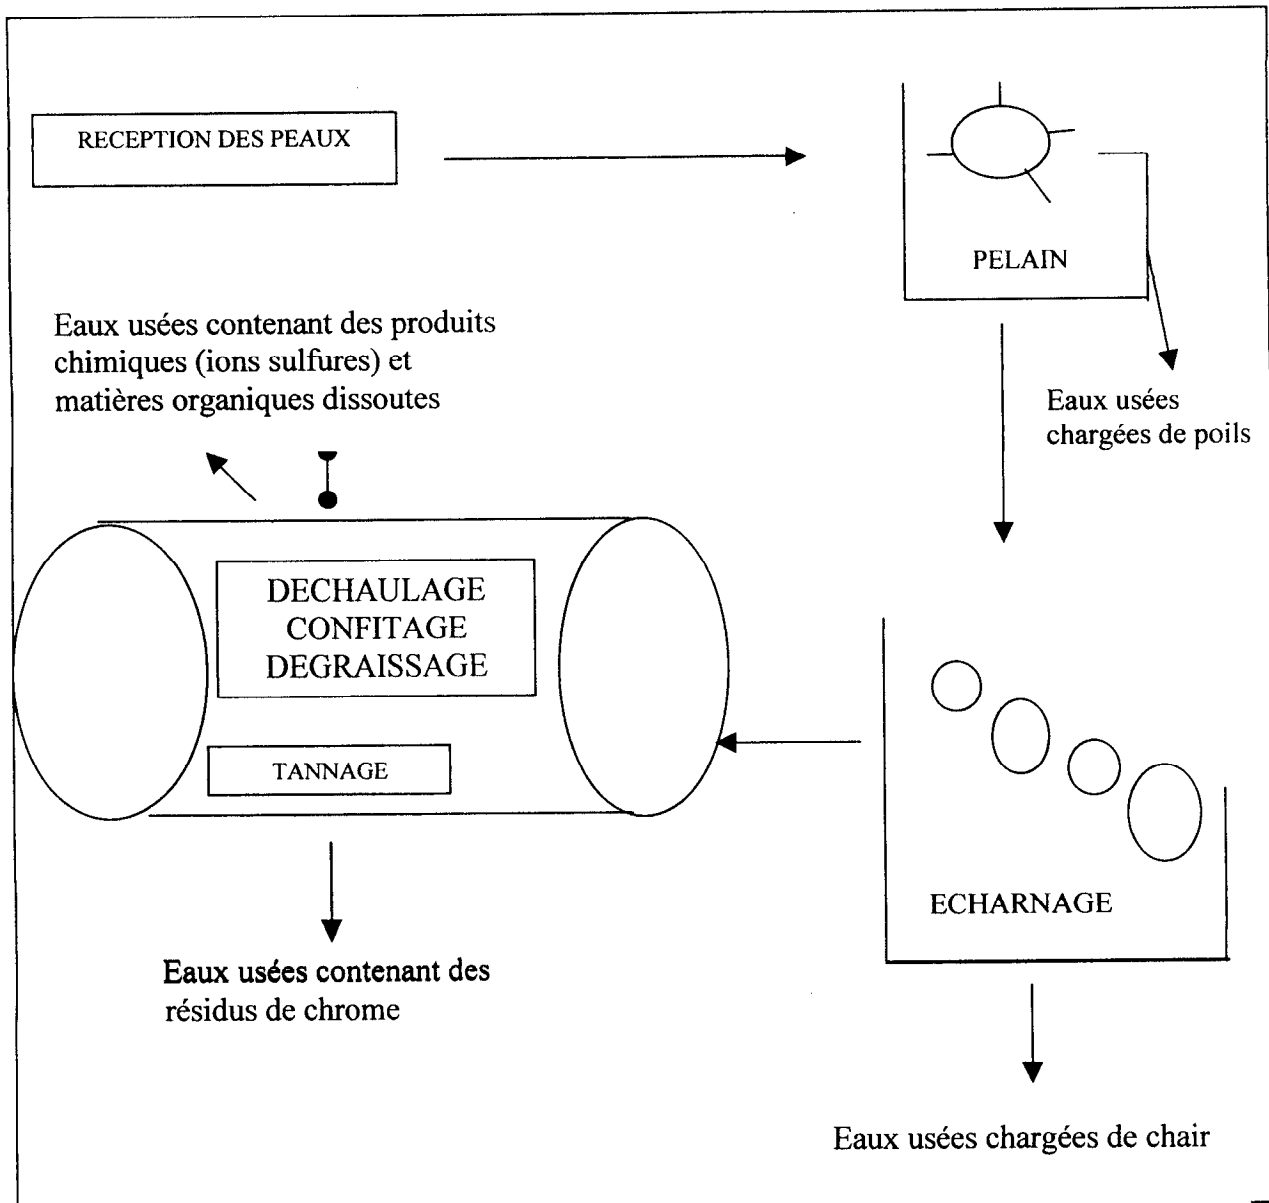 RECEPTION DES PEAUX
PELAIN
Eaux usées contenant des produits
chimiques (ions sulfures) et
matières organiques dissoutes
Eaux usées
chargées de poils
DECHAULAGE
CONFITAGE
DEGRAISSAGE
TANNAGE
ECHARNAGE
Eaux usées contenant des
résidus de chrome
Eaux usées chargées de chair